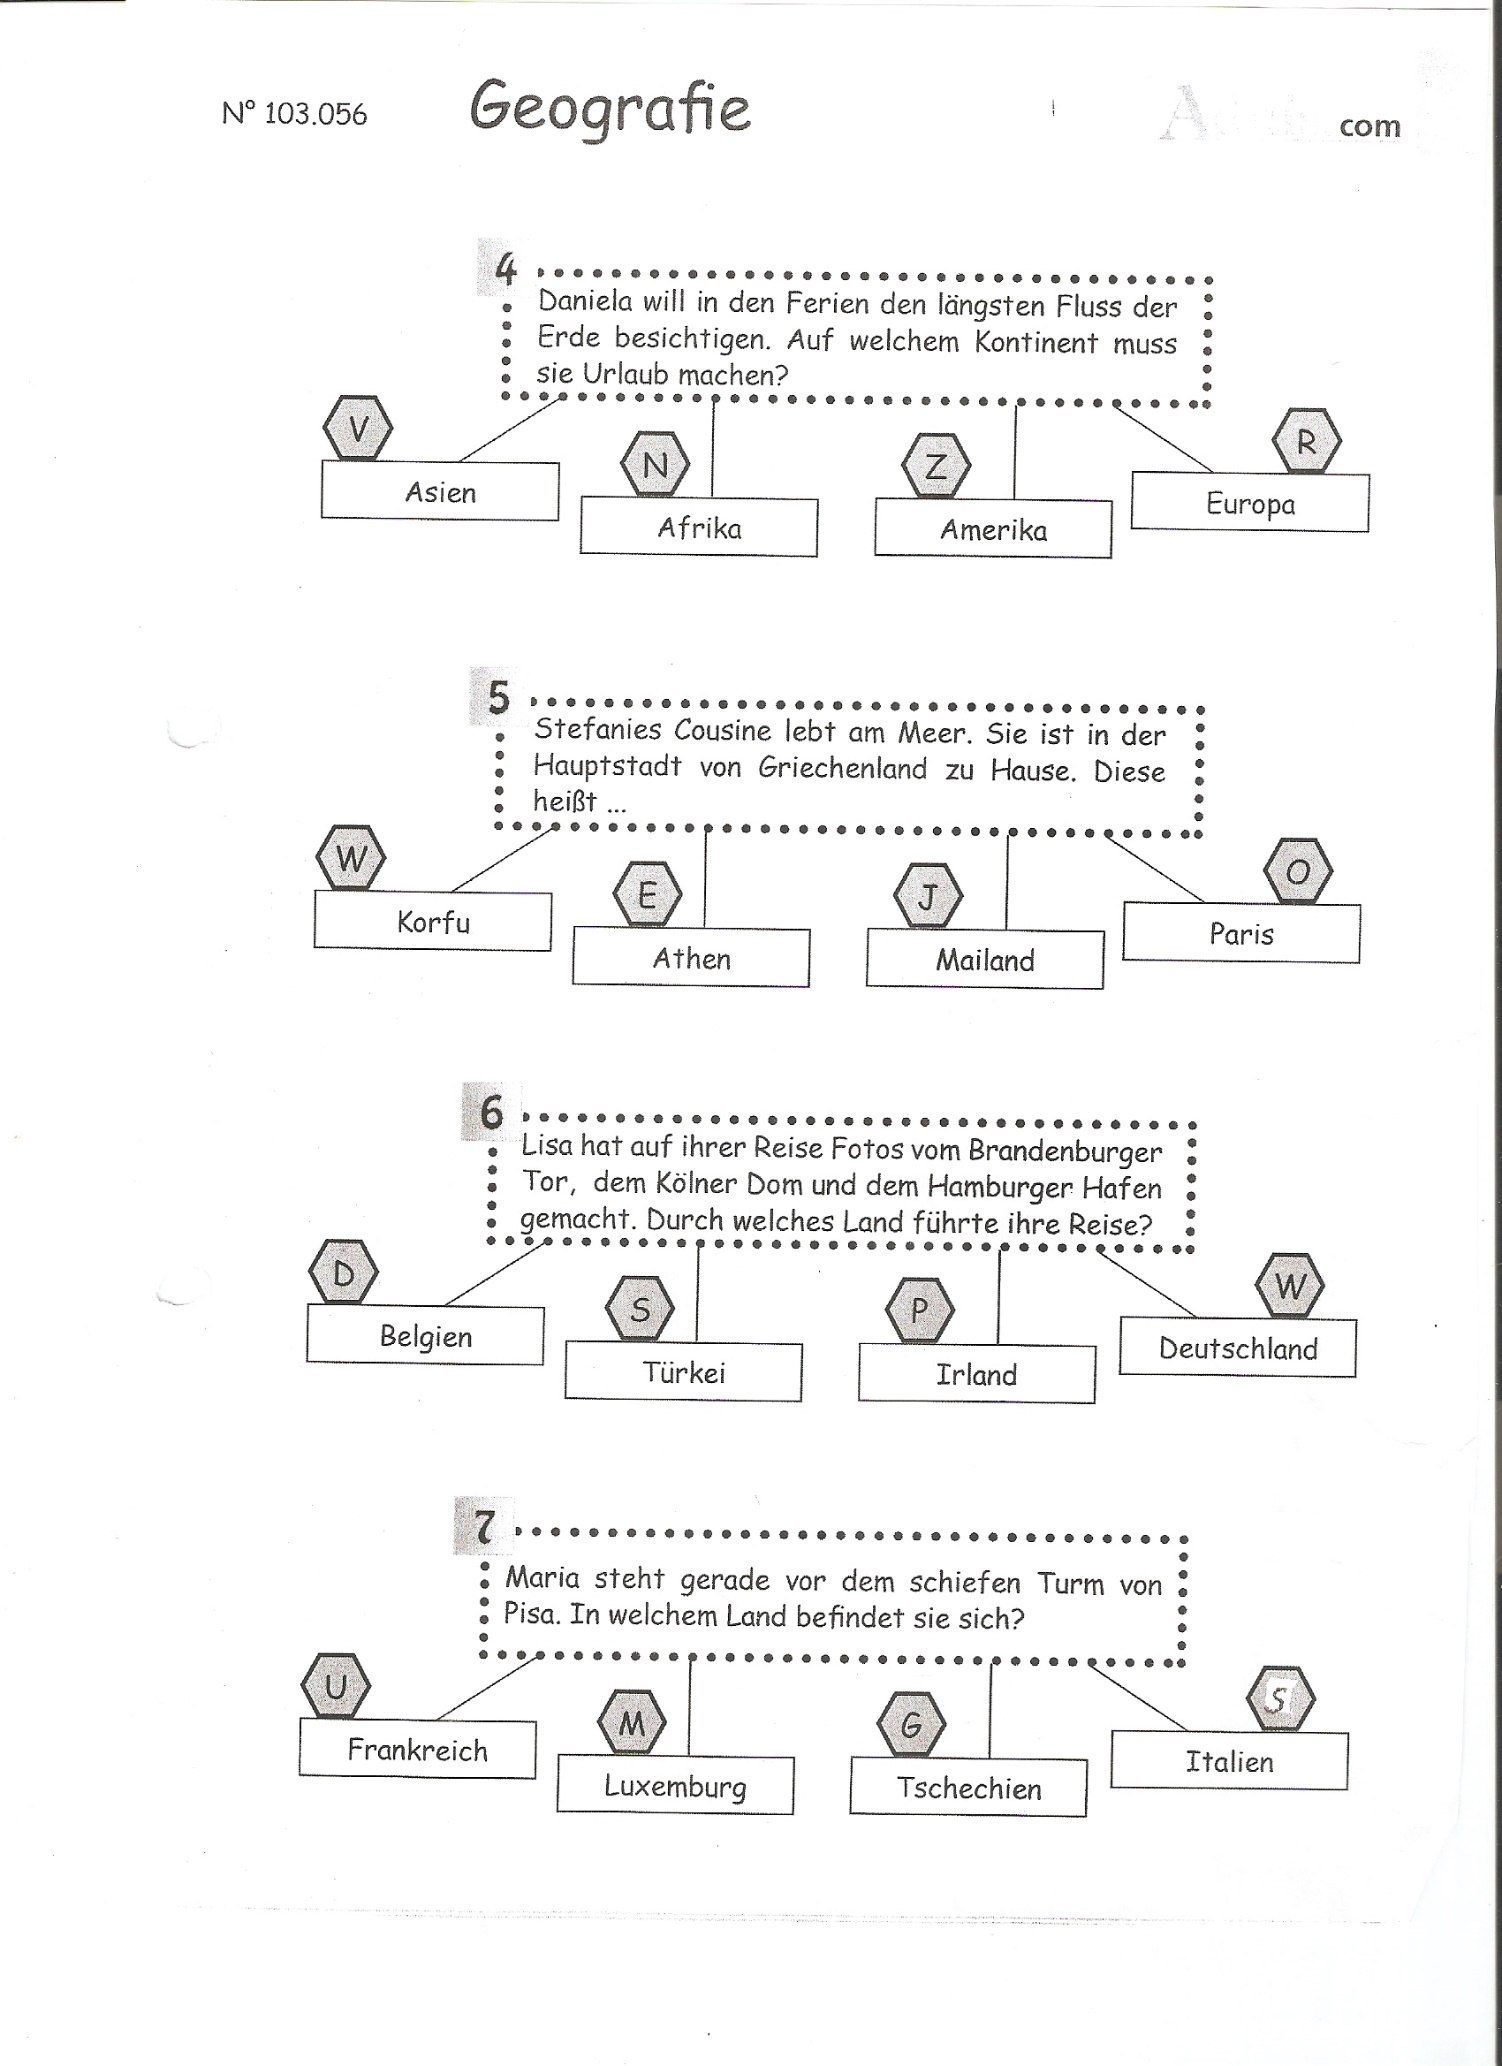 N° 103.056
Geografie
com
4
Daniela will in den Ferien den längsten Fluss der
Erde besichtigen. Auf welchem Kontinent muss
sie Urlaub machen?
V
Asien
N
Afrika
Z
Amerika
R
Europa
5
Stefanies Cousine lebt am Meer. Sie ist in der
Hauptstadt von Griechenland zu Hause. Diese
heißt ...
W
Korfu
E
Athen
J
Mailand
O
Paris
6
Lisa hat auf ihrer Reise Fotos vom Brandenburger
Tor, dem Kölner Dom und dem Hamburger Hafen
gemacht. Durch welches Land führte ihre Reise?
D
Belgien
S
Türkei
P
Irland
W
Deutschland
7
Maria steht gerade vor dem schiefen Turm von
Pisa. In welchem Land befindet sie sich?
U
Frankreich
M
Luxemburg
G
Tschechien
S
Italien